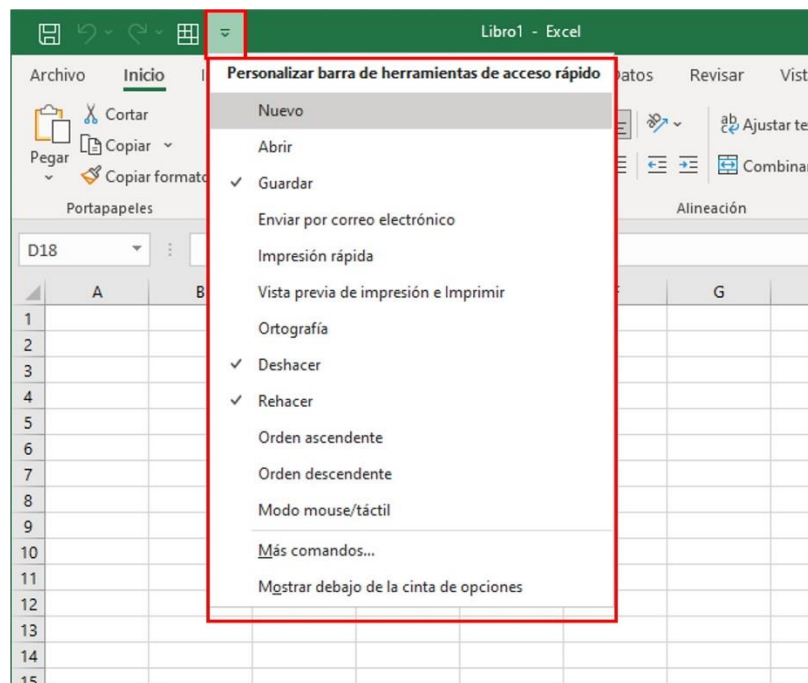 Libro1 - Excel
Archivo Inicio
Datos Revisar
Personalizar barra de herramientas de acceso rápido
Pegar
Cortar
Copiar
Copiar formato
Portapapeles
Nuevo
Abrir
Guardar
Enviar por correo electrónico
Impresión rápida
Vista previa de impresión e Imprimir
Ortografía
Deshacer
Rehacer
Orden ascendente
Orden descendente
Modo mouse/táctil
Más comandos...
Mostrar debajo de la cinta de opciones
ab Ajustar te
Combinar
Alineación
D18
A B G
1
2
3
4
5
6
7
8
9
10
11
12
13
14
15